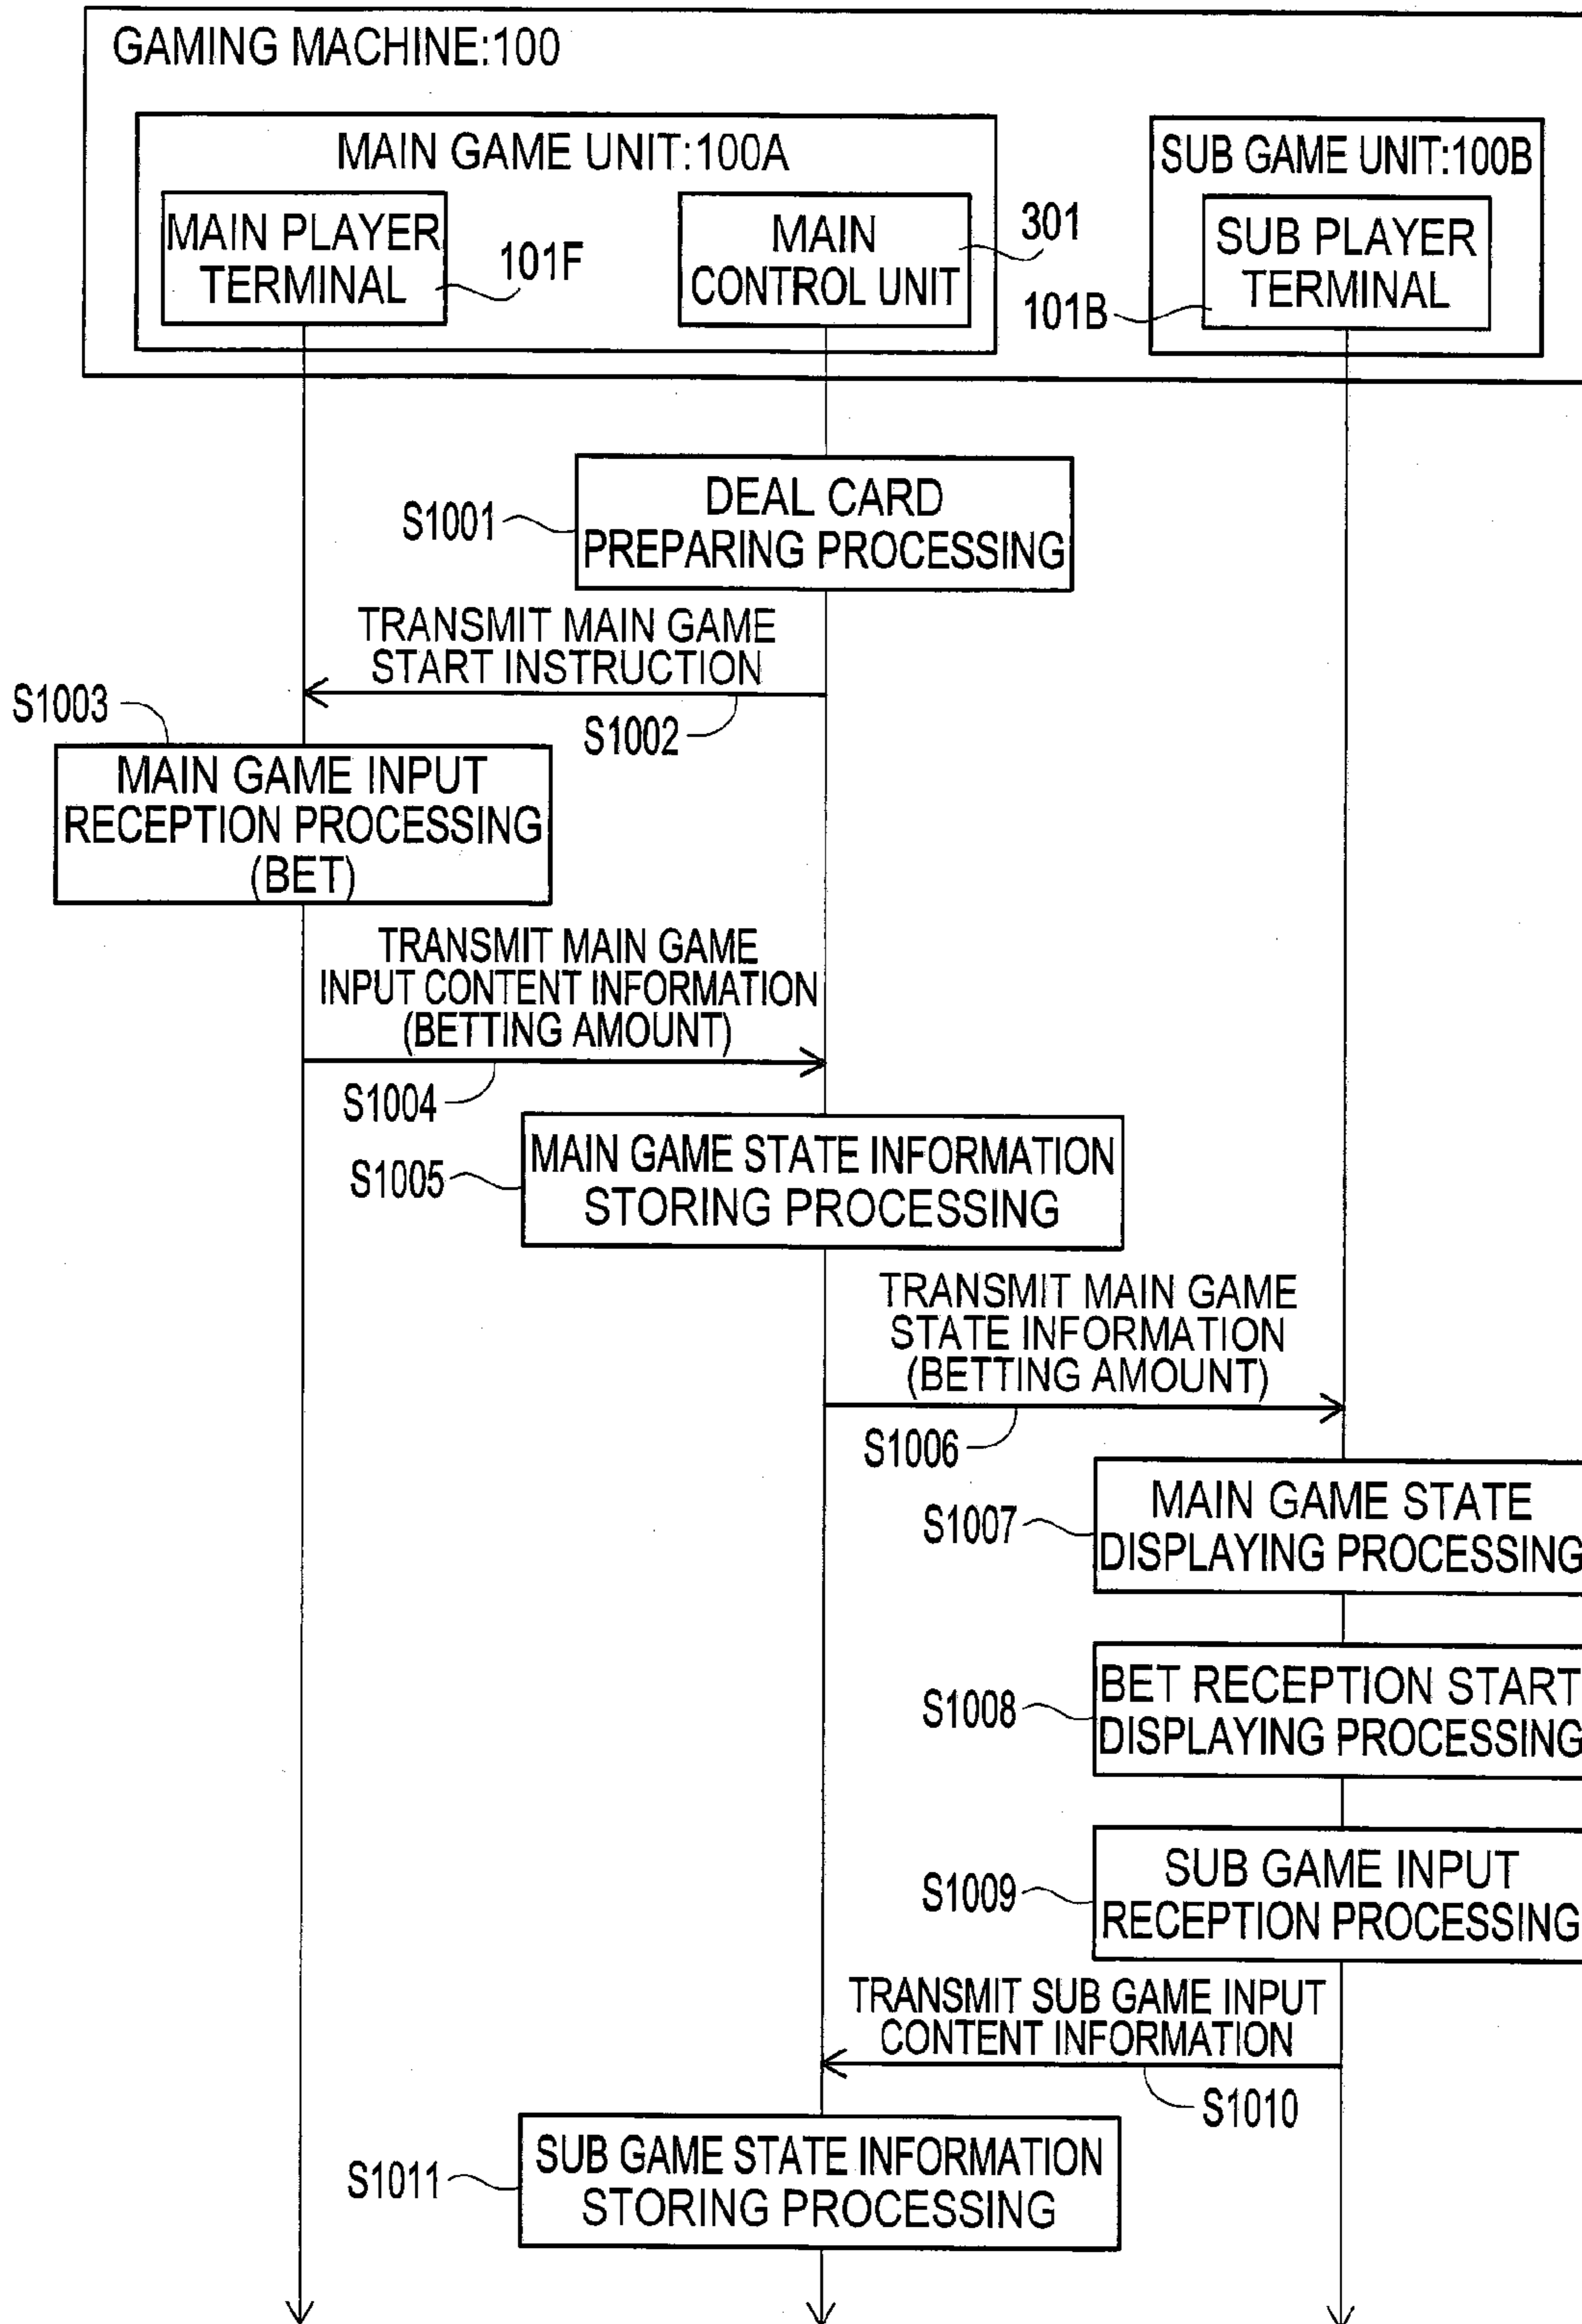 GAMING MACHINE:100
MAIN GAME UNIT:100A
MAIN PLAYER
TERMINAL
101F
MAIN
CONTROL UNIT
301
SUB GAME UNIT:100B
SUB PLAYER
TERMINAL
101B
S1001
DEAL CARD
PREPARING PROCESSING
TRANSMIT MAIN GAME
START INSTRUCTION
S1002
S1003
MAIN GAME INPUT
RECEPTION PROCESSING
(BET)
TRANSMIT MAIN GAME
INPUT CONTENT INFORMATION
(BETTING AMOUNT)
S1004
S1005
MAIN GAME STATE INFORMATION
STORING PROCESSING
TRANSMIT MAIN GAME
STATE INFORMATION
(BETTING AMOUNT)
S1006
S1007
MAIN GAME STATE
DISPLAYING PROCESSING
S1008
BET RECEPTION START
DISPLAYING PROCESSING
S1009
SUB GAME INPUT
RECEPTION PROCESSING
TRANSMIT SUB GAME INPUT
CONTENT INFORMATION
S1010
S1011
SUB GAME STATE INFORMATION
STORING PROCESSING